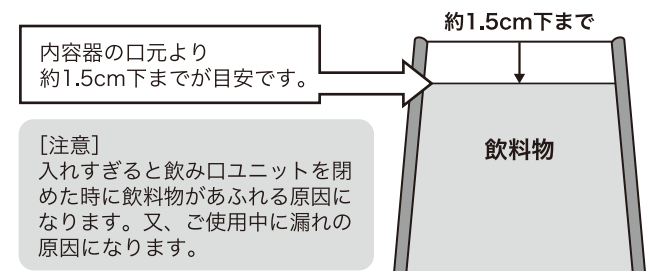 約1.5cm下まで
内容器の口元より
約1.5cm下までが目安です。
[注意]
入れすぎると飲み口ユニットを閉
めた時に飲料物があふれる原因に
なります。又、ご使用中に漏れの
原因になります。
飲料物